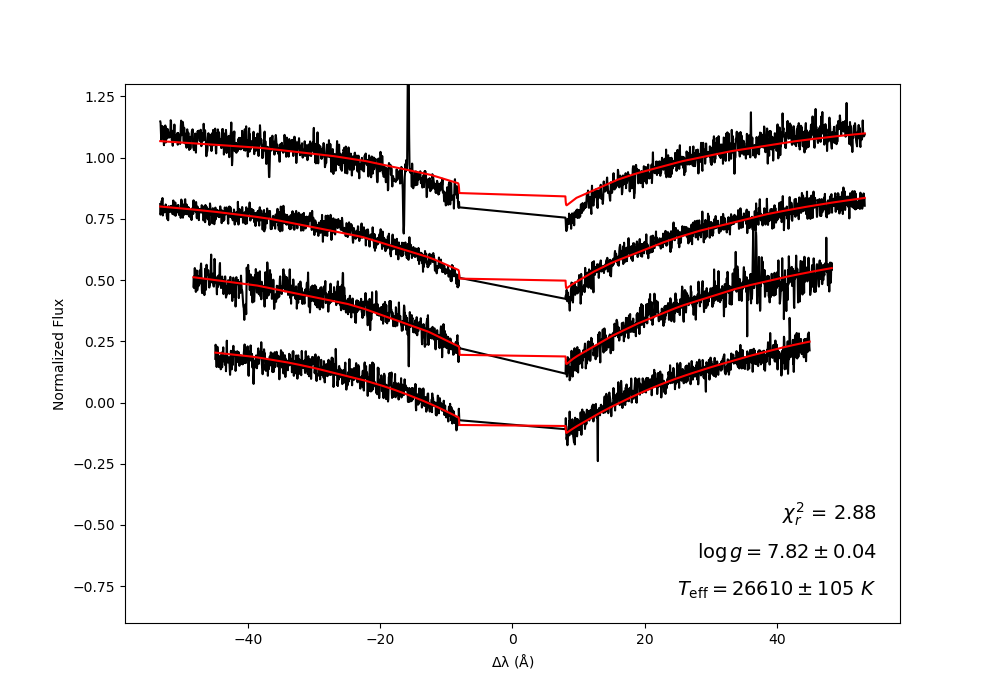 1.25
1.00
0.75
0.50
0.25
0.00
−0.25
−0.50
−0.75
Normalized Flux
χ²ᵣ = 2.88
log g = 7.82 ± 0.04
T_eff = 26610 ± 105 K
−40 −20 0 20 40
Δλ (Å)